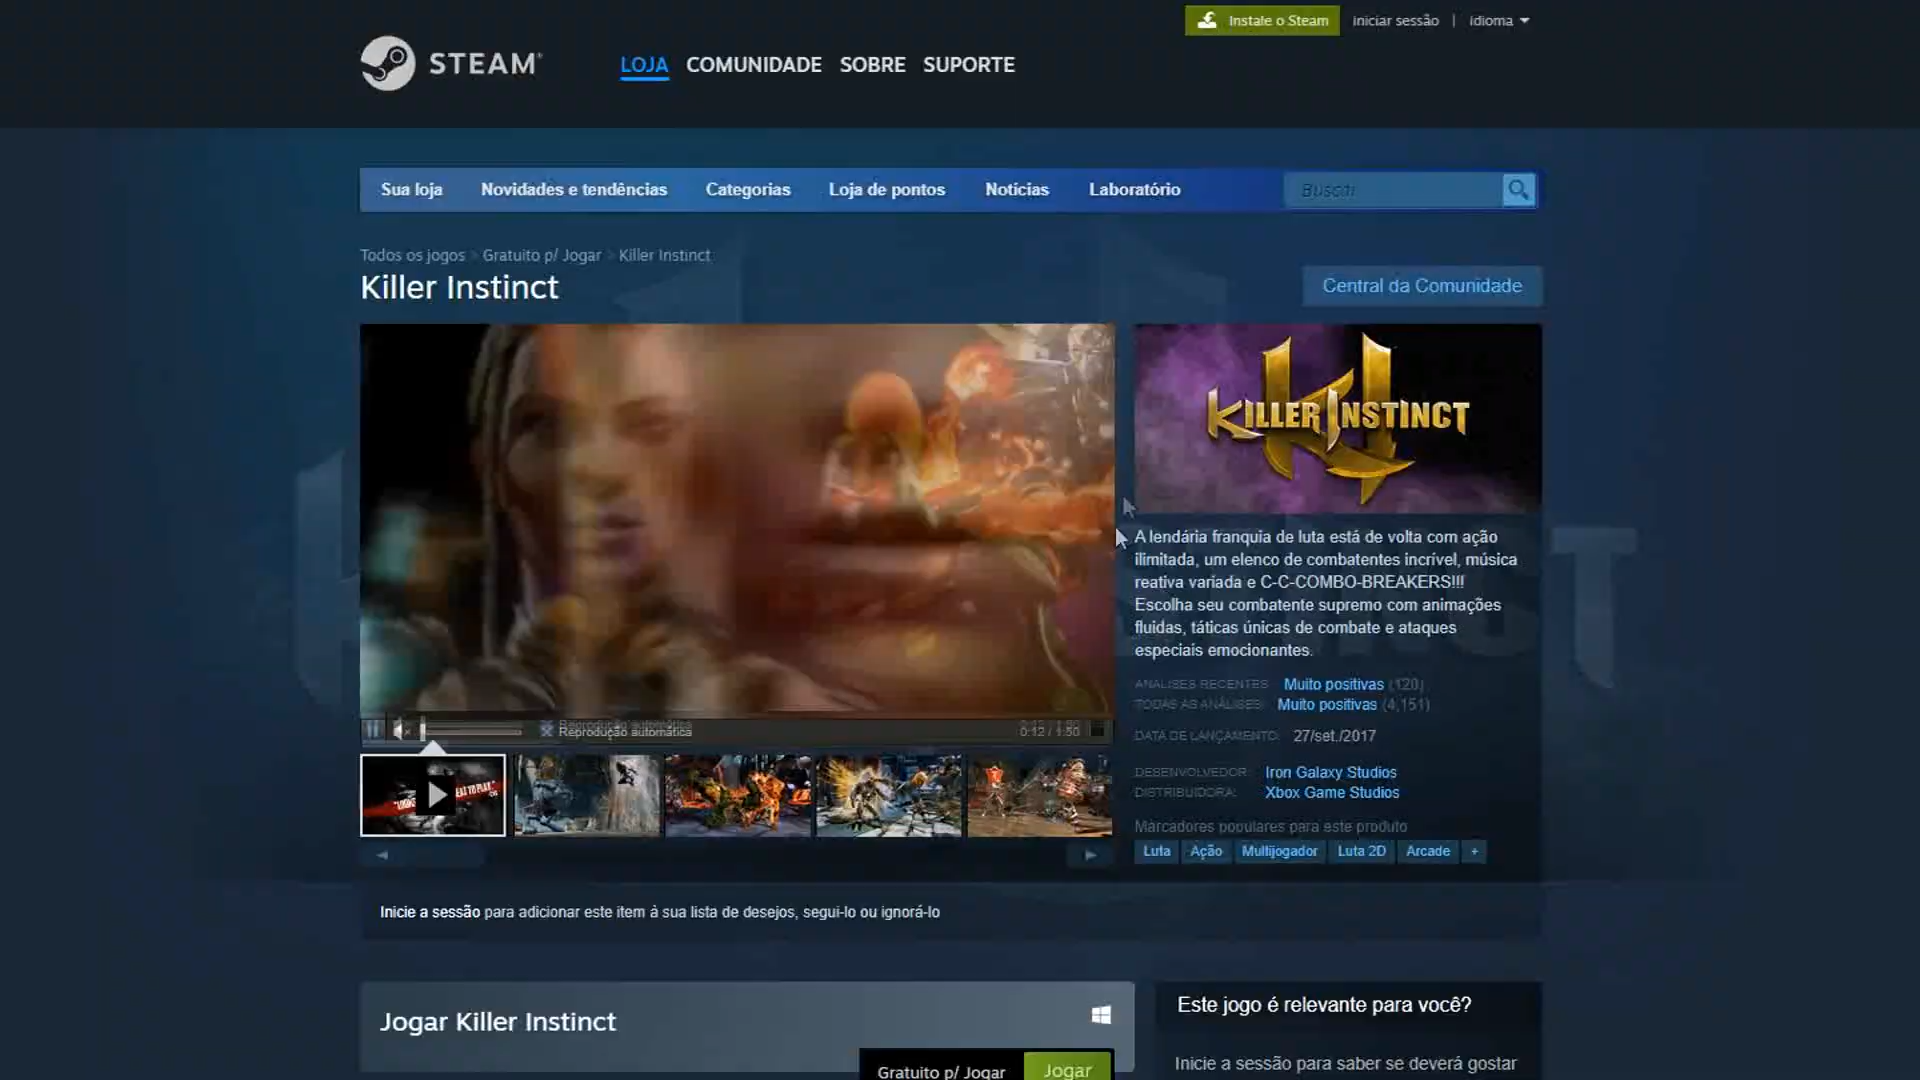 Instale o Steam
iniciar sessão | idioma
STEAM
LOJA COMUNIDADE SOBRE SUPORTE
Sua loja Novidades e tendências Categorias Loja de pontos Notícias Laboratório
Todos os jogos > Gratuito p/ Jogar > Killer Instinct
Killer Instinct
Central da Comunidade
KILLER INSTINCT
A lendária franquia de luta está de volta com ação
ilimitada, um elenco de combatentes incrível, música
reativa variada e C-C-COMBO-BREAKERS!!!
Escolha seu combatente supremo com animações
fluidas, táticas únicas de combate e ataques
especiais emocionantes.
ANÁLISES RECENTES: Muito positivas (120)
TODAS AS ANÁLISES: Muito positivas (4,151)
DATA DE LANÇAMENTO: 27/set./2017
DESENVOLVEDOR: Iron Galaxy Studios
DISTRIBUIDORA: Xbox Game Studios
Marcadores populares para este produto
Luta Ação Multijogador Luta 2D Arcade +
Reprodução automática
0:12 / 1:50
Inicie a sessão para adicionar este item à sua lista de desejos, segui-lo ou ignorá-lo
Jogar Killer Instinct
Gratuito p/ Jogar Jogar
Este jogo é relevante para você?
Inicie a sessão para saber se deverá gostar